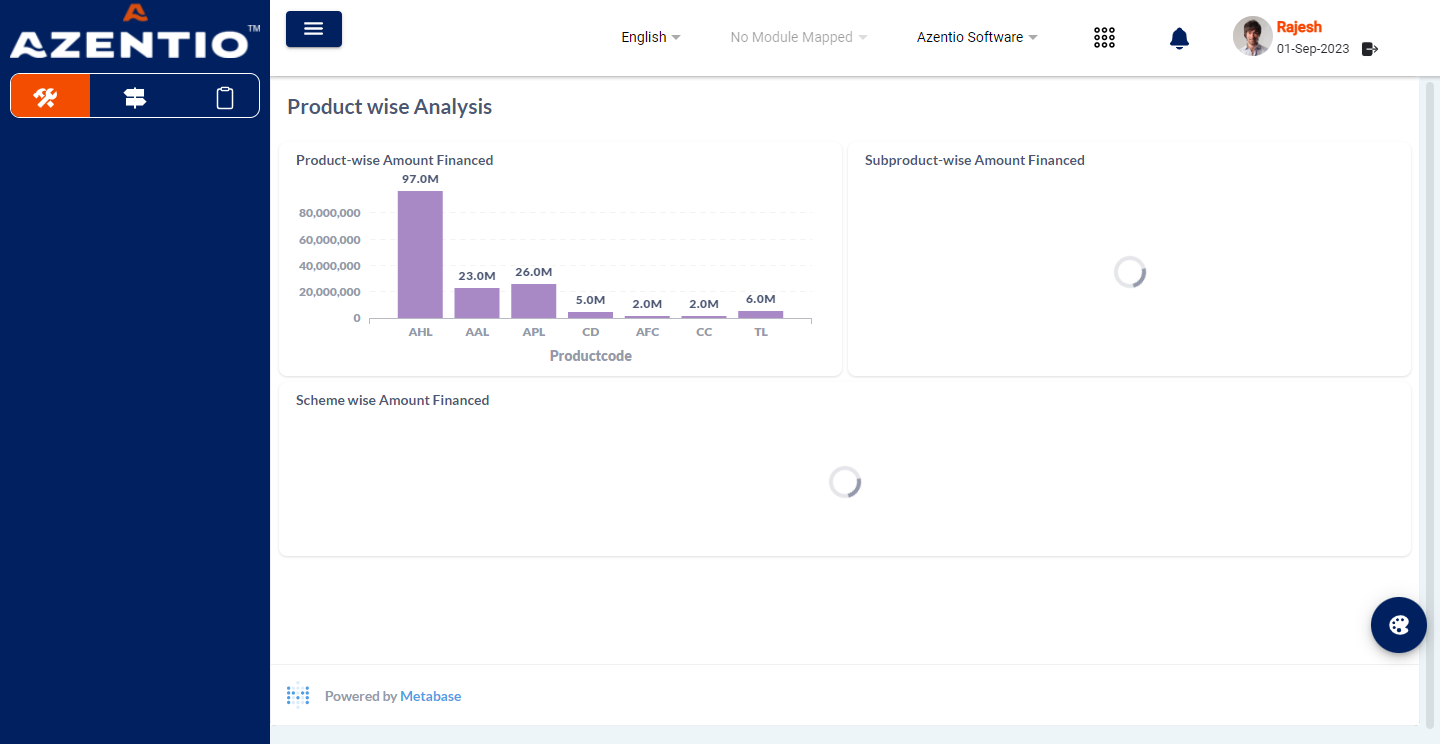 AZENTIO™
English
No Module Mapped
Azentio Software
Rajesh
01-Sep-2023
Product wise Analysis
Product-wise Amount Financed
97.0M
80,000,000
60,000,000
40,000,000
20,000,000
0
23.0M
26.0M
5.0M
2.0M
2.0M
6.0M
AHL AAL APL CD AFC CC TL
Productcode
Subproduct-wise Amount Financed
Scheme wise Amount Financed
Powered by Metabase